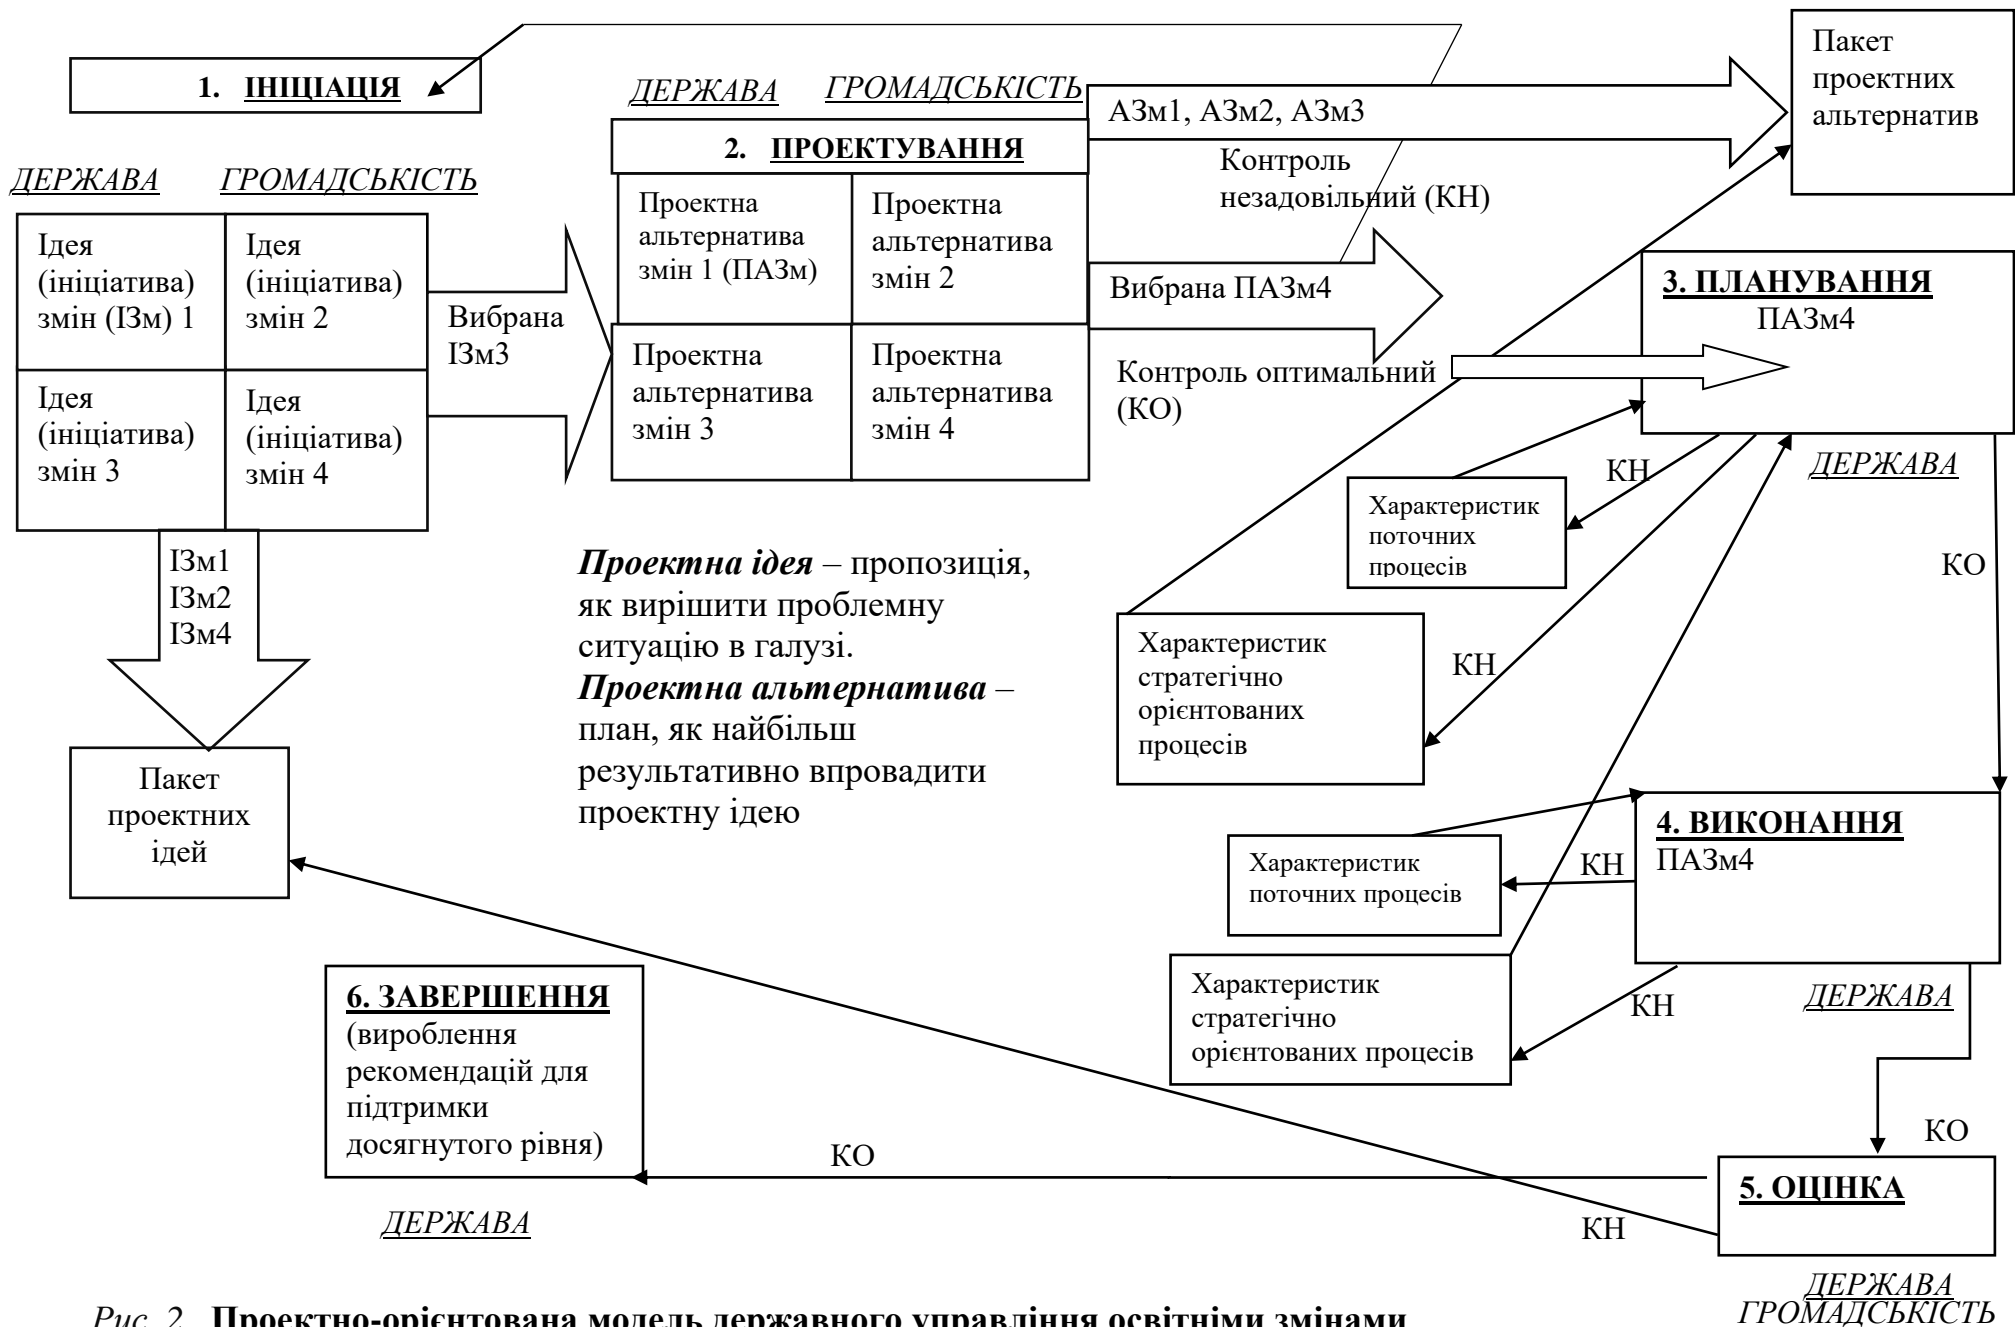 1. ІНІЦІАЦІЯ
ДЕРЖАВА
ГРОМАДСЬКІСТЬ
Ідея
(ініціатива)
змін (ІЗм) 1
Ідея
(ініціатива)
змін 2
Ідея
(ініціатива)
змін 3
Ідея
(ініціатива)
змін 4
Вибрана
ІЗм3
ІЗм1
ІЗм2
ІЗм4
Пакет
проектних
ідей
ДЕРЖАВА
ГРОМАДСЬКІСТЬ
2. ПРОЕКТУВАННЯ
Проектна
альтернатива
змін 1 (ПАЗм)
Проектна
альтернатива
змін 2
Проектна
альтернатива
змін 3
Проектна
альтернатива
змін 4
АЗм1, АЗм2, АЗм3
Контроль
незадовільний (КН)
Вибрана ПАЗм4
Контроль оптимальний
(КО)
Пакет
проектних
альтернатив
3. ПЛАНУВАННЯ
ПАЗм4
ДЕРЖАВА
КН
Характеристик
поточних
процесів
КО
Проектна ідея – пропозиція,
як вирішити проблемну
ситуацію в галузі.
Проектна альтернатива –
план, як найбільш
результативно впровадити
проектну ідею
Характеристик
стратегічно
орієнтованих
процесів
КН
4. ВИКОНАННЯ
ПАЗм4
КН
Характеристик
поточних процесів
Характеристик
стратегічно
орієнтованих процесів
КН
ДЕРЖАВА
6. ЗАВЕРШЕННЯ
(вироблення
рекомендацій для
підтримки
досягнутого рівня)
ДЕРЖАВА
КО
КО
5. ОЦІНКА
КН
ДЕРЖАВА
ГРОМАДСЬКІСТЬ
Рис. 2. Проектно-орієнтована модель державного управління освітніми змінами